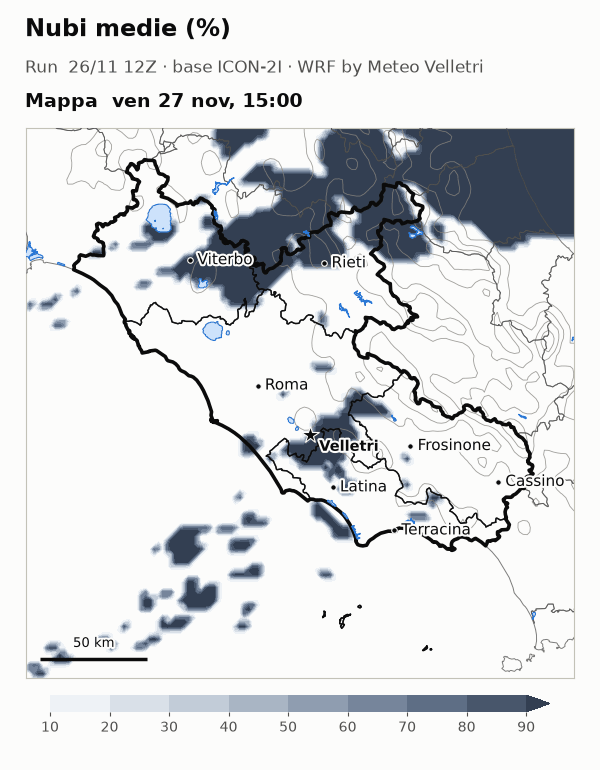 Nubi medie (%)
Run  26/11 12Z · base ICON-2I · WRF by Meteo Velletri
Mappa  ven 27 nov, 15:00
Viterbo
Rieti
Roma
Velletri
Frosinone
Cassino
Latina
Terracina
50 km
10 20 30 40 50 60 70 80 90